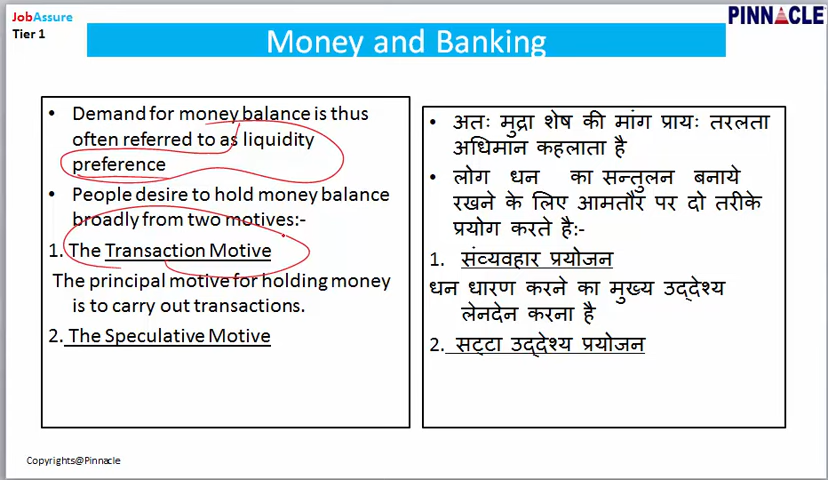 JobAssure
Tier 1
PINNACLE
Money and Banking
• Demand for money balance is thus
often referred to as liquidity
preference
• People desire to hold money balance
broadly from two motives:-
1. The Transaction Motive
The principal motive for holding money
is to carry out transactions.
2. The Speculative Motive
• अतः मुद्रा शेष की मांग प्रायः तरलता
अधिमान कहलाता है
• लोग धन का सन्तुलन बनाये
रखने के लिए आमतौर पर दो तरीके
प्रयोग करते है:-
1. संव्यवहार प्रयोजन
धन धारण करने का मुख्य उद्देश्य
लेनदेन करना है
2. सट्टा उद्देश्य प्रयोजन
Copyrights@Pinnacle